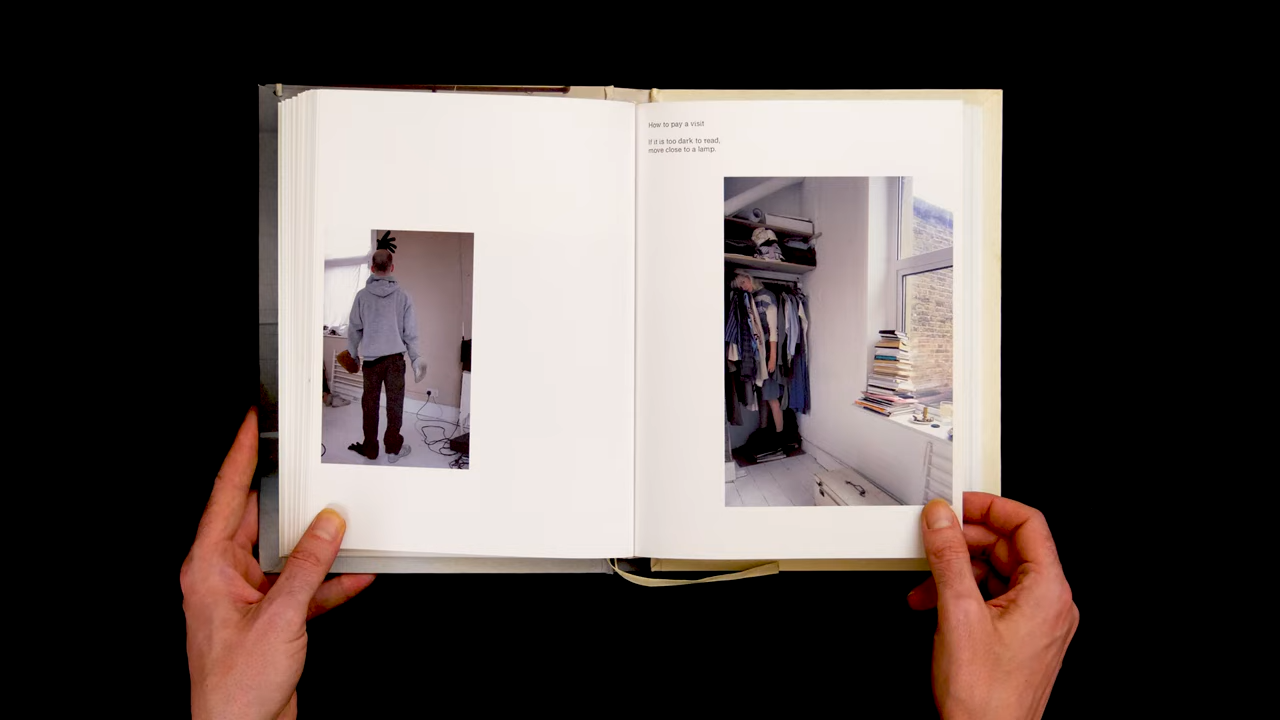 How to pay a visit
If it is too dark to read,
move close to a lamp.